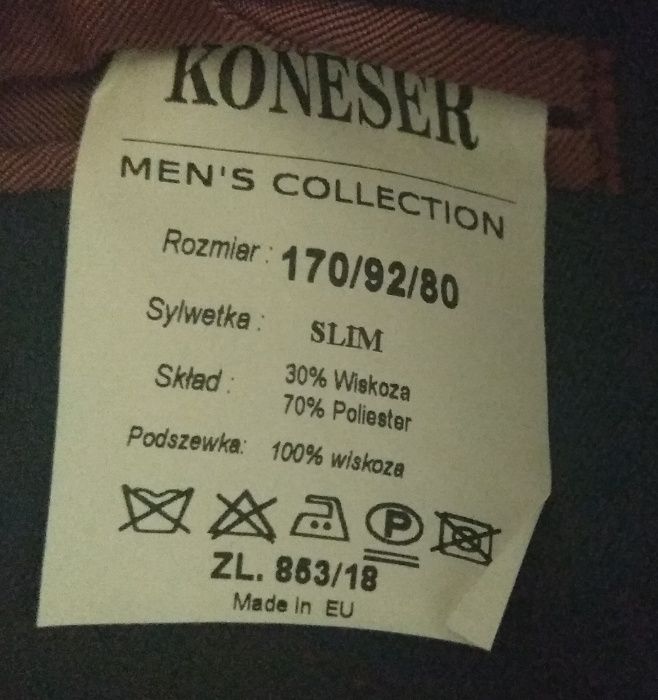 KONESER
MEN'S COLLECTION
Rozmiar : 170/92/80
Sylwetka : SLIM
Skład : 30% Wiskoza
70% Poliester
Podszewka: 100% wiskoza
P
ZL. 853/18
Made in EU